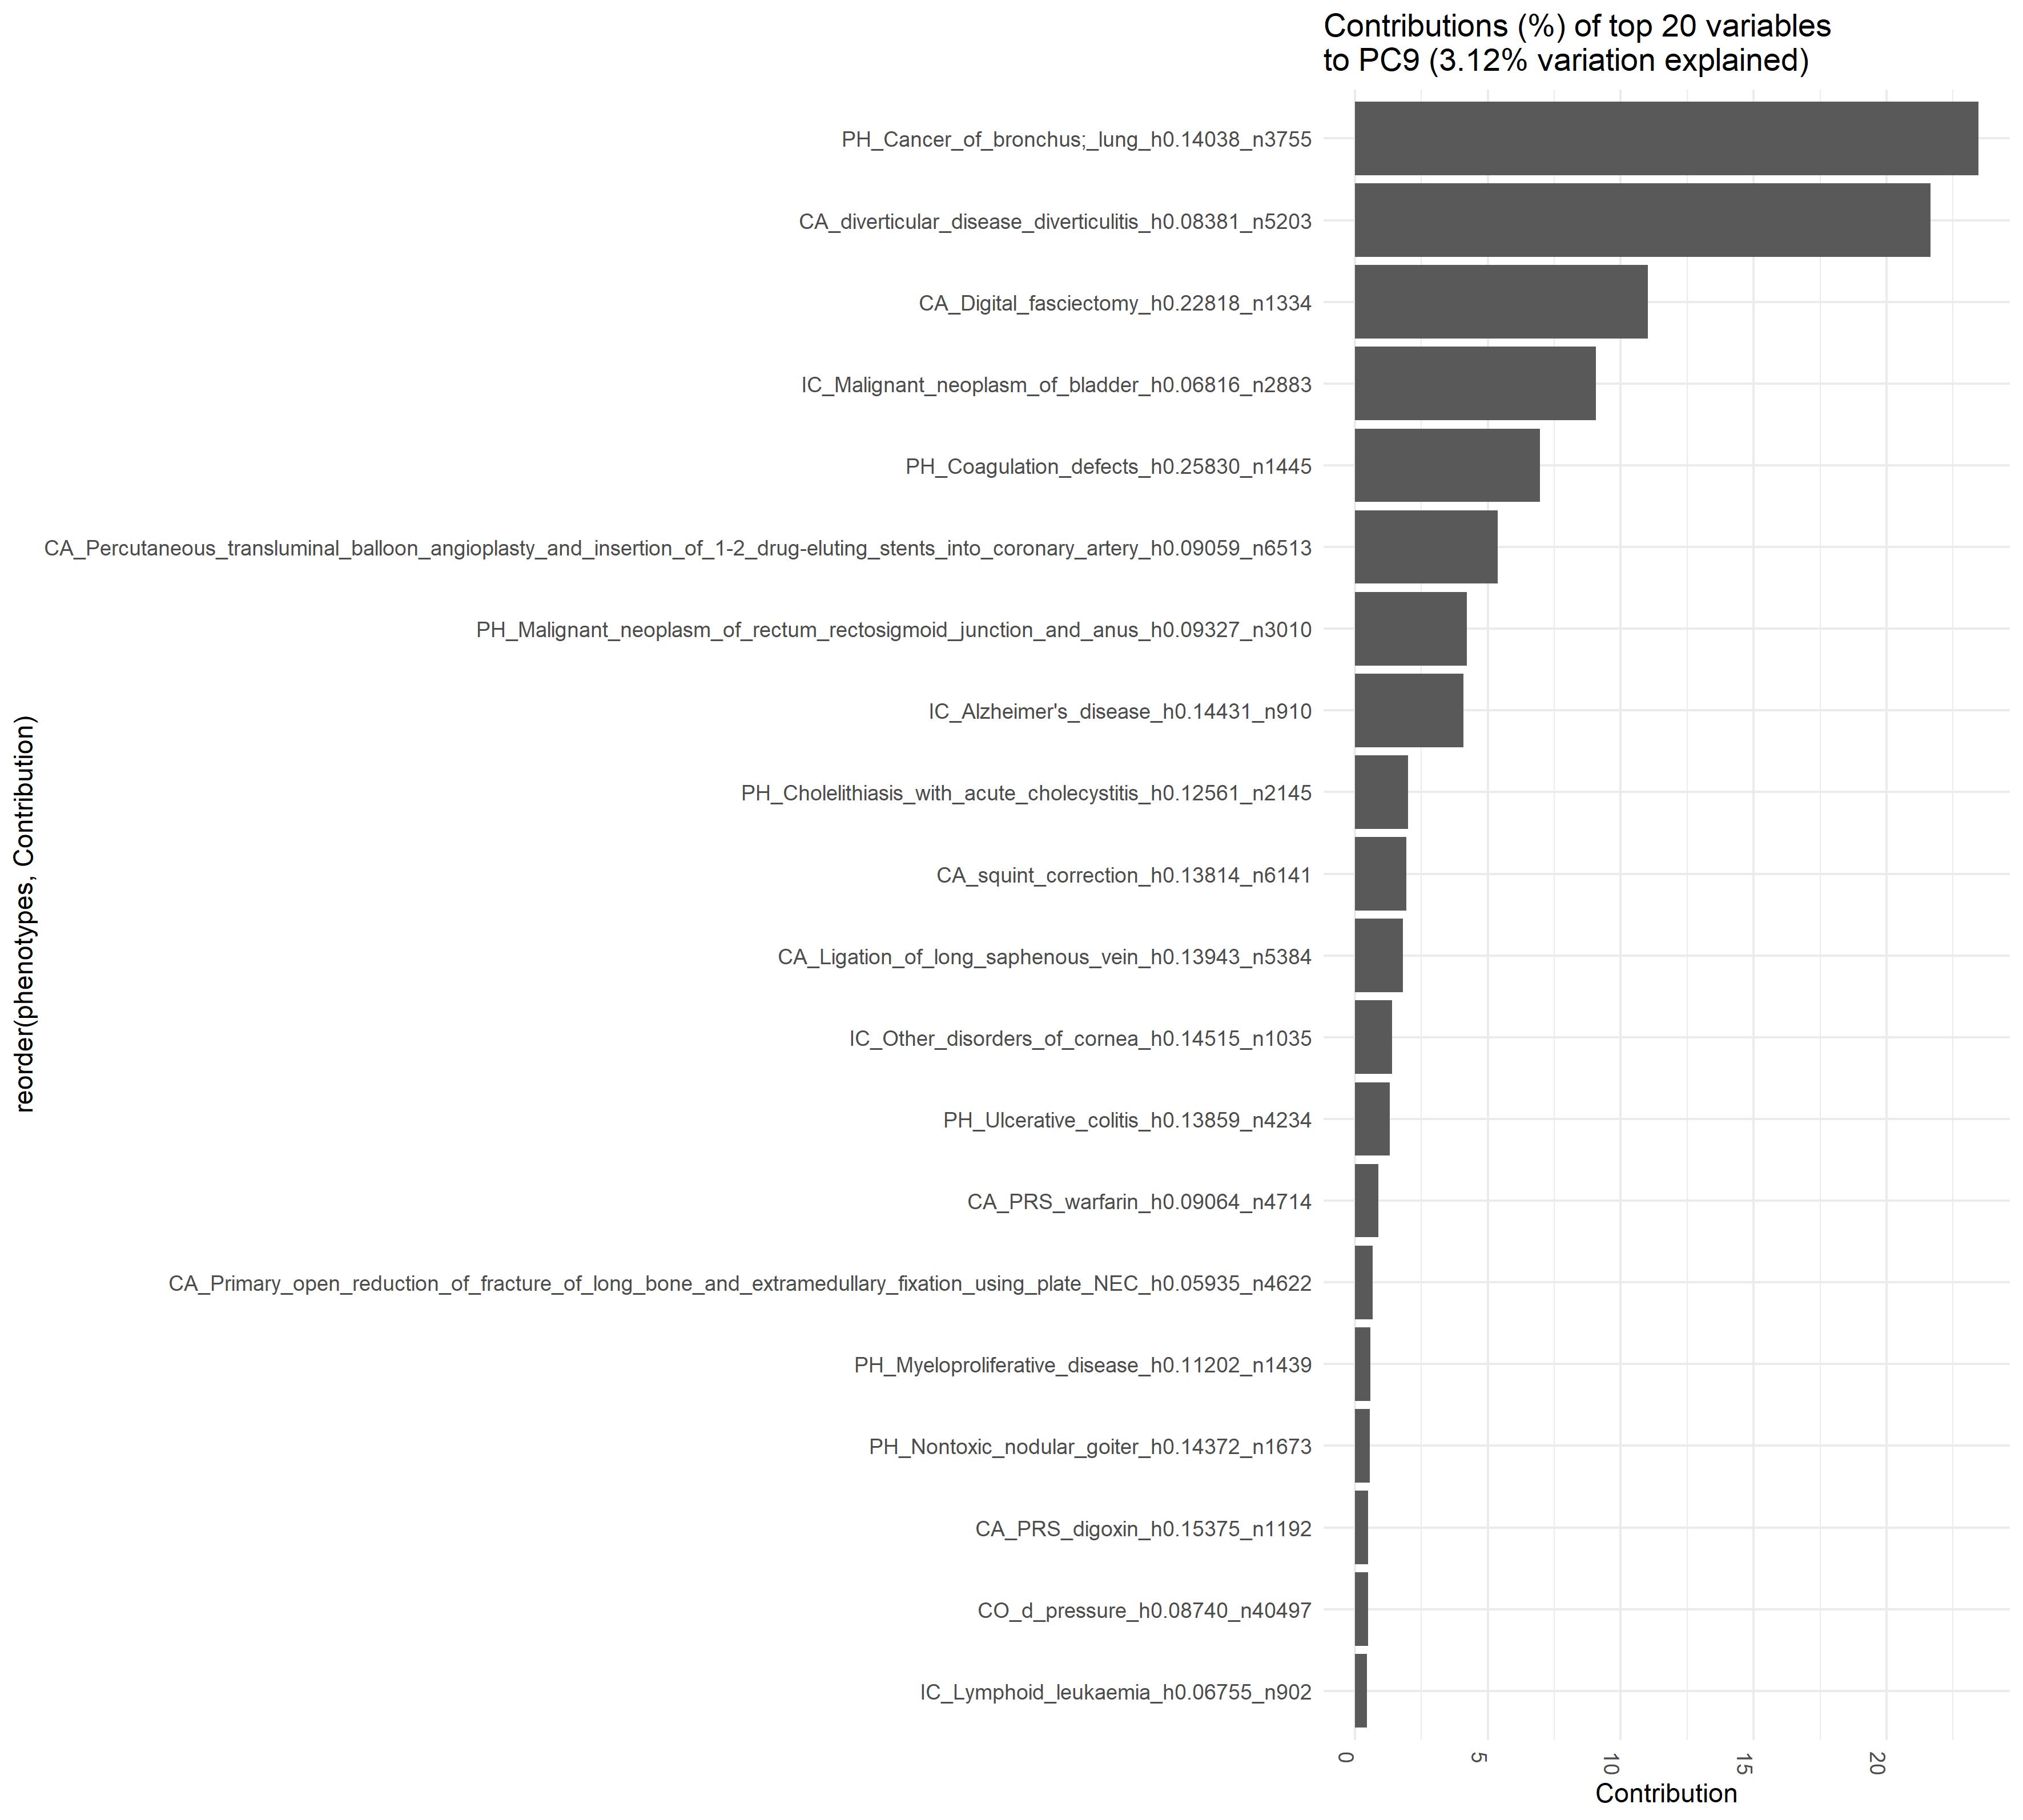 Contributions (%) of top 20 variables
to PC9 (3.12% variation explained)
PH_Cancer_of_bronchus;_lung_h0.14038_n3755
CA_diverticular_disease_diverticulitis_h0.08381_n5203
CA_Digital_fasciectomy_h0.22818_n1334
IC_Malignant_neoplasm_of_bladder_h0.06816_n2883
PH_Coagulation_defects_h0.25830_n1445
CA_Percutaneous_transluminal_balloon_angioplasty_and_insertion_of_1-2_drug-eluting_stents_into_coronary_artery_h0.09059_n6513
PH_Malignant_neoplasm_of_rectum_rectosigmoid_junction_and_anus_h0.09327_n3010
IC_Alzheimer's_disease_h0.14431_n910
PH_Cholelithiasis_with_acute_cholecystitis_h0.12561_n2145
CA_squint_correction_h0.13814_n6141
CA_Ligation_of_long_saphenous_vein_h0.13943_n5384
IC_Other_disorders_of_cornea_h0.14515_n1035
PH_Ulcerative_colitis_h0.13859_n4234
CA_PRS_warfarin_h0.09064_n4714
CA_Primary_open_reduction_of_fracture_of_long_bone_and_extramedullary_fixation_using_plate_NEC_h0.05935_n4622
PH_Myeloproliferative_disease_h0.11202_n1439
PH_Nontoxic_nodular_goiter_h0.14372_n1673
CA_PRS_digoxin_h0.15375_n1192
CO_d_pressure_h0.08740_n40497
IC_Lymphoid_leukaemia_h0.06755_n902
reorder(phenotypes, Contribution)
0 5 10 15 20
Contribution